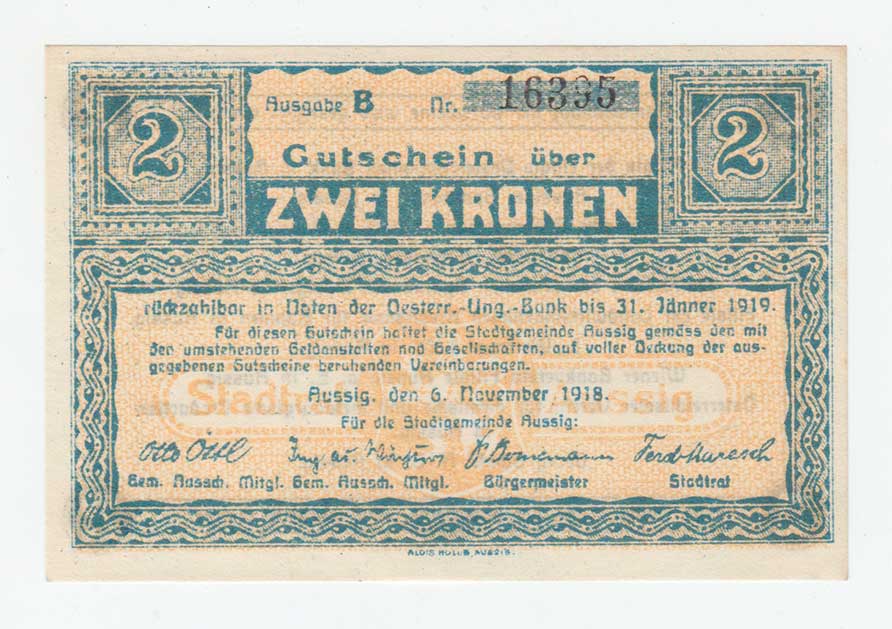 2
Ausgabe B Nr. 16395
2
Gutschein über
ZWEI KRONEN
rückzahlbar in Noten der Oesterr.-Ung.-Bank bis 31. Jänner 1919.
Für diesen Gutschein haftet die Stadtgemeinde Aussig gemäss den mit
den umstehenden Geldanstalten nnd Gesellschaften, auf voller Deckung der aus-
gegebenen Gutscheine beruhenden Vereinbarungen.
Stadtrat Aussig
Aussig, den 6. November 1918.
Für die Stadtgemeinde Aussig:
Otto Ottl
Gem. Aussch. Mitgl. Gem. Aussch. Mitgl. Bürgermeister Stadtrat
ALOIS HOLUB, AUSSIG.